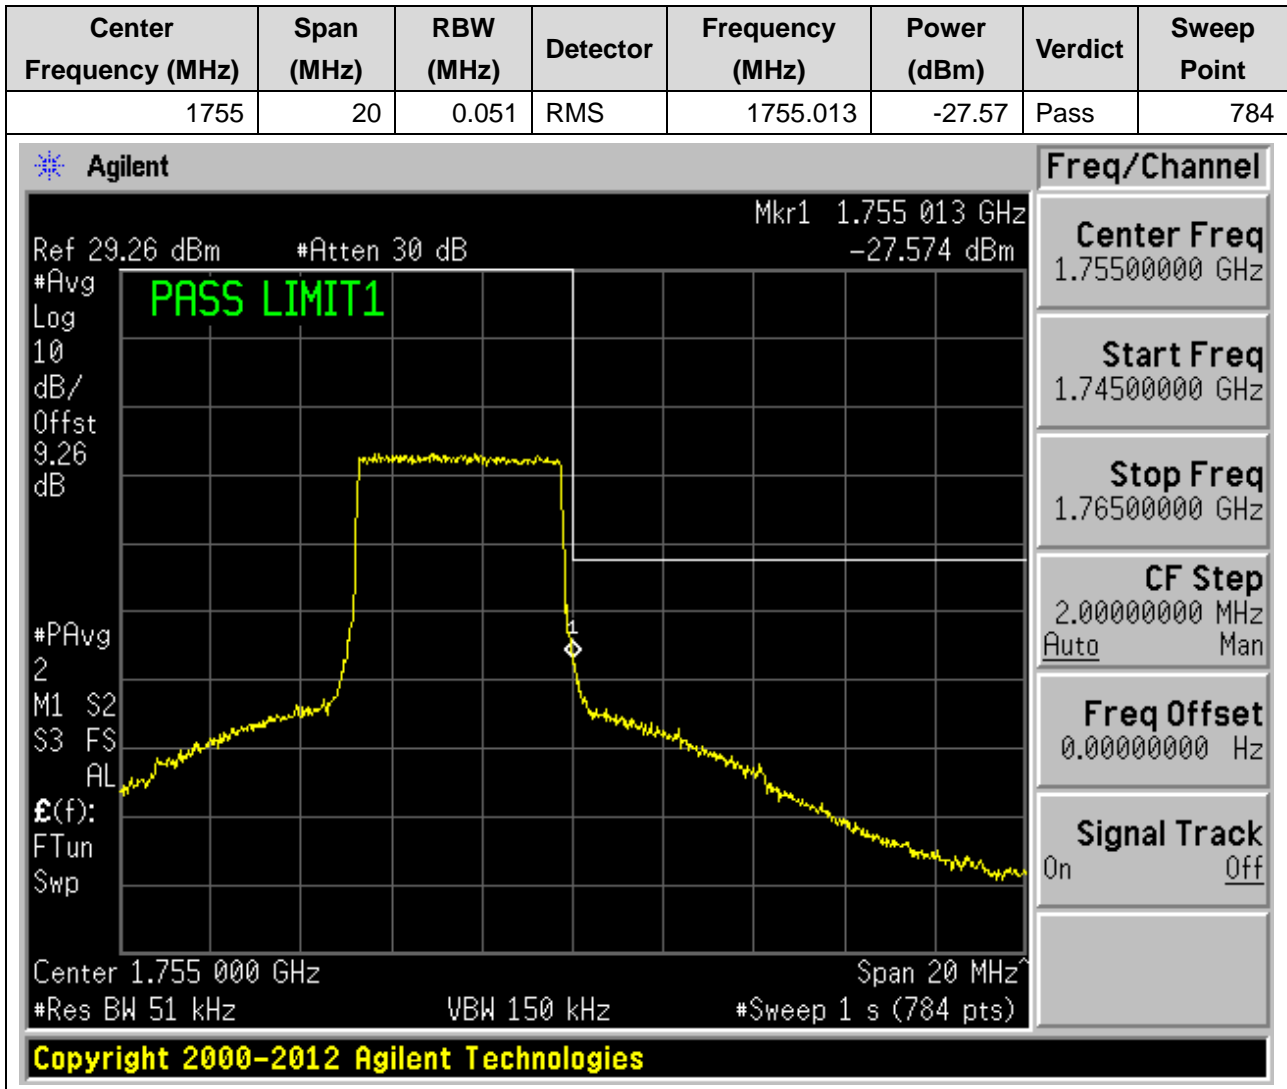 Center Frequency (MHz) Span (MHz) RBW (MHz) Detector Frequency (MHz) Power (dBm) Verdict Sweep Point
1755 20 0.051 RMS 1755.013 -27.57 Pass 784
Agilent
Freq/Channel
Mkr1 1.755 013 GHz
Ref 29.26 dBm #Atten 30 dB -27.574 dBm
#Avg
Log
10
dB/
Offst
9.26
dB
PASS LIMIT1
1
#PAvg
2
M1 S2
S3 FS
AL
£(f):
FTun
Swp
Center 1.755 000 GHz Span 20 MHz^
#Res BW 51 kHz VBW 150 kHz #Sweep 1 s (784 pts)
Center Freq
1.75500000 GHz
Start Freq
1.74500000 GHz
Stop Freq
1.76500000 GHz
CF Step
2.00000000 MHz
Auto Man
Freq Offset
0.00000000 Hz
Signal Track
On Off
Copyright 2000-2012 Agilent Technologies